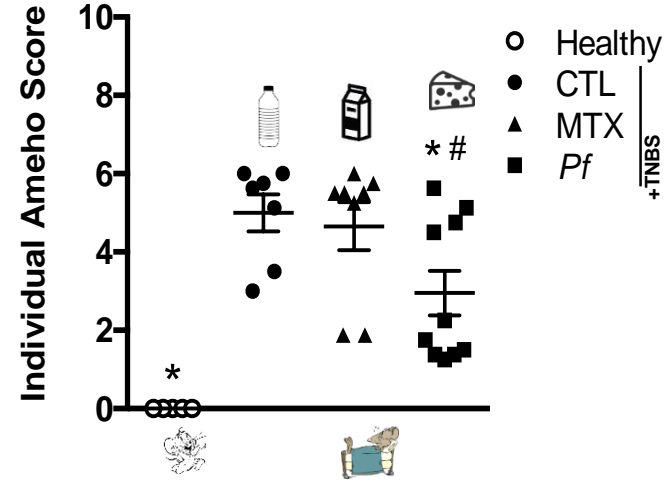 Individual Ameho Score
10
8
6
4
2
0
*
* #
Healthy
CTL
MTX
Pf
+TNBS